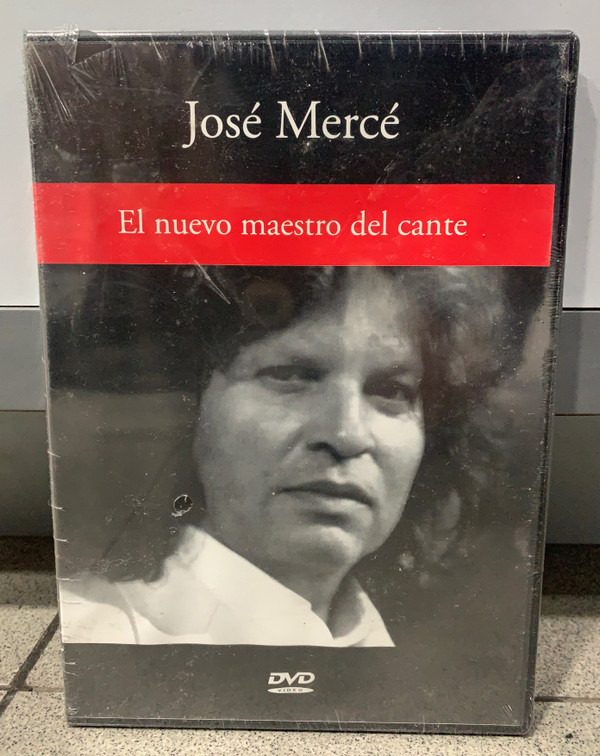 José Mercé
El nuevo maestro del cante
DVD
VIDEO